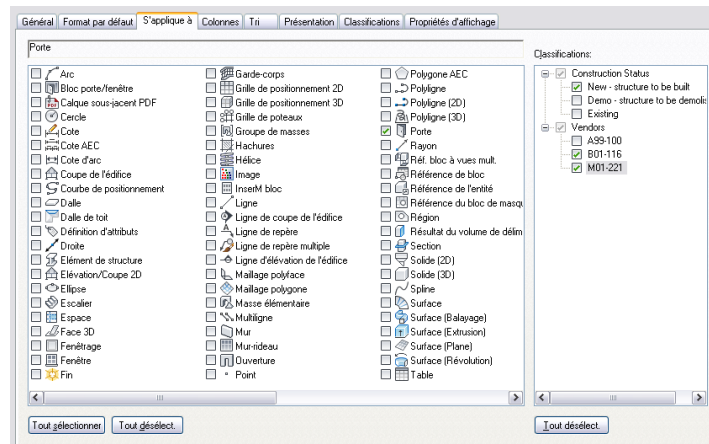 Général Format par défaut S'applique à Colonnes Tri Présentation Classifications Propriétés d'affichage
Porte
Classifications:
Arc
Bloc porte/fenêtre
Calque sous-jacent PDF
Cercle
Cote
Cote AEC
Cote d'arc
Coupe de l'édifice
Courbe de positionnement
Dalle
Dalle de toit
Définition d'attributs
Droite
Elément de structure
Elévation/Coupe 2D
Ellipse
Escalier
Espace
Face 3D
Fenêtrage
Fenêtre
Fin
Garde-corps
Grille de positionnement 2D
Grille de positionnement 3D
Grille de poteaux
Groupe de masses
Hachures
Hélice
Image
InserM bloc
Ligne
Ligne de coupe de l'édifice
Ligne de repère
Ligne de repère multiple
Ligne d'élévation de l'édifice
Maillage polyface
Maillage polygone
Masse élémentaire
Multiligne
Mur
Mur-rideau
Ouverture
Point
Polygone AEC
Polyligne
Polyligne (2D)
Polyligne (3D)
Porte
Rayon
Réf. bloc à vues mult.
Référence de bloc
Référence de l'entité
Référence du bloc de masqu
Région
Résultat du volume de délim
Section
Solide (2D)
Solide (3D)
Spline
Surface
Surface (Balayage)
Surface (Extrusion)
Surface (Plane)
Surface (Révolution)
Table
Construction Status
New - structure to be built
Demo - structure to be demolis
Existing
Vendors
A99-100
B01-116
M01-221
Tout sélectionner Tout désélect.
Tout désélect.